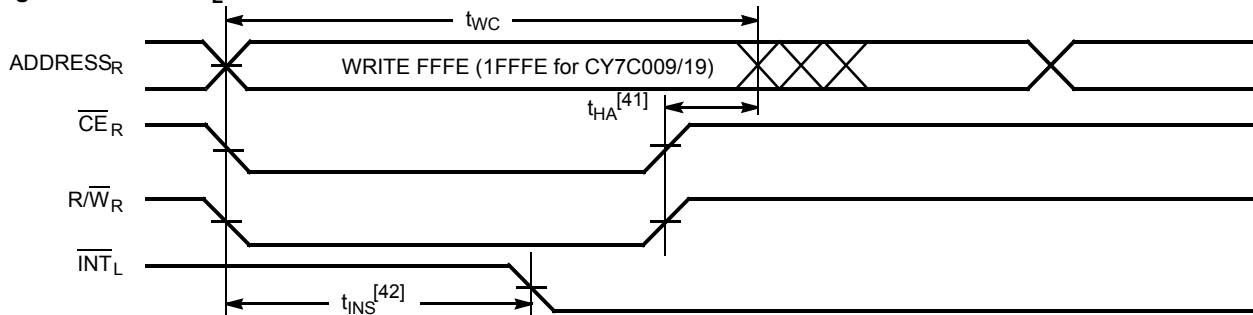 tWC
ADDRESSR
WRITE FFFE (1FFFE for CY7C009/19)
tHA[41]
CER
R/WR
INTL
tINS[42]